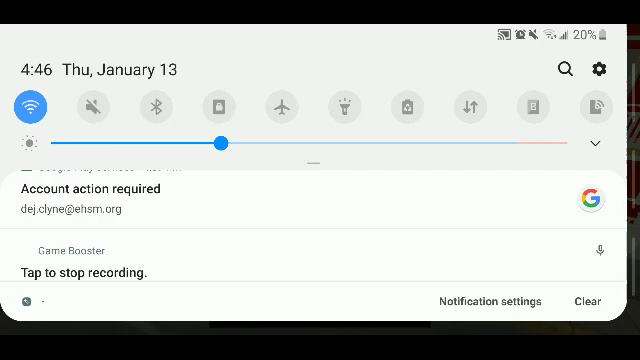 20%
4:46 Thu, January 13
Account action required
dej.clyne@ehsm.org
Game Booster
Tap to stop recording.
Notification settings Clear